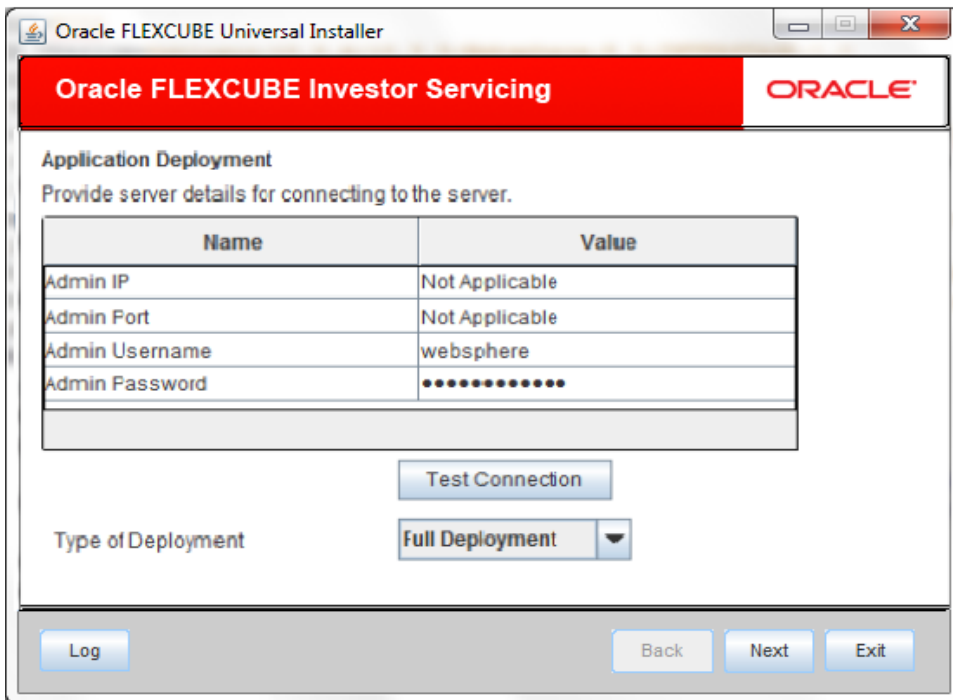 Oracle FLEXCUBE Universal Installer
Oracle FLEXCUBE Investor Servicing
ORACLE
Application Deployment
Provide server details for connecting to the server.
Name Value
Admin IP Not Applicable
Admin Port Not Applicable
Admin Username websphere
Admin Password ●●●●●●●●●●●●
Test Connection
Type of Deployment Full Deployment
Log Back Next Exit